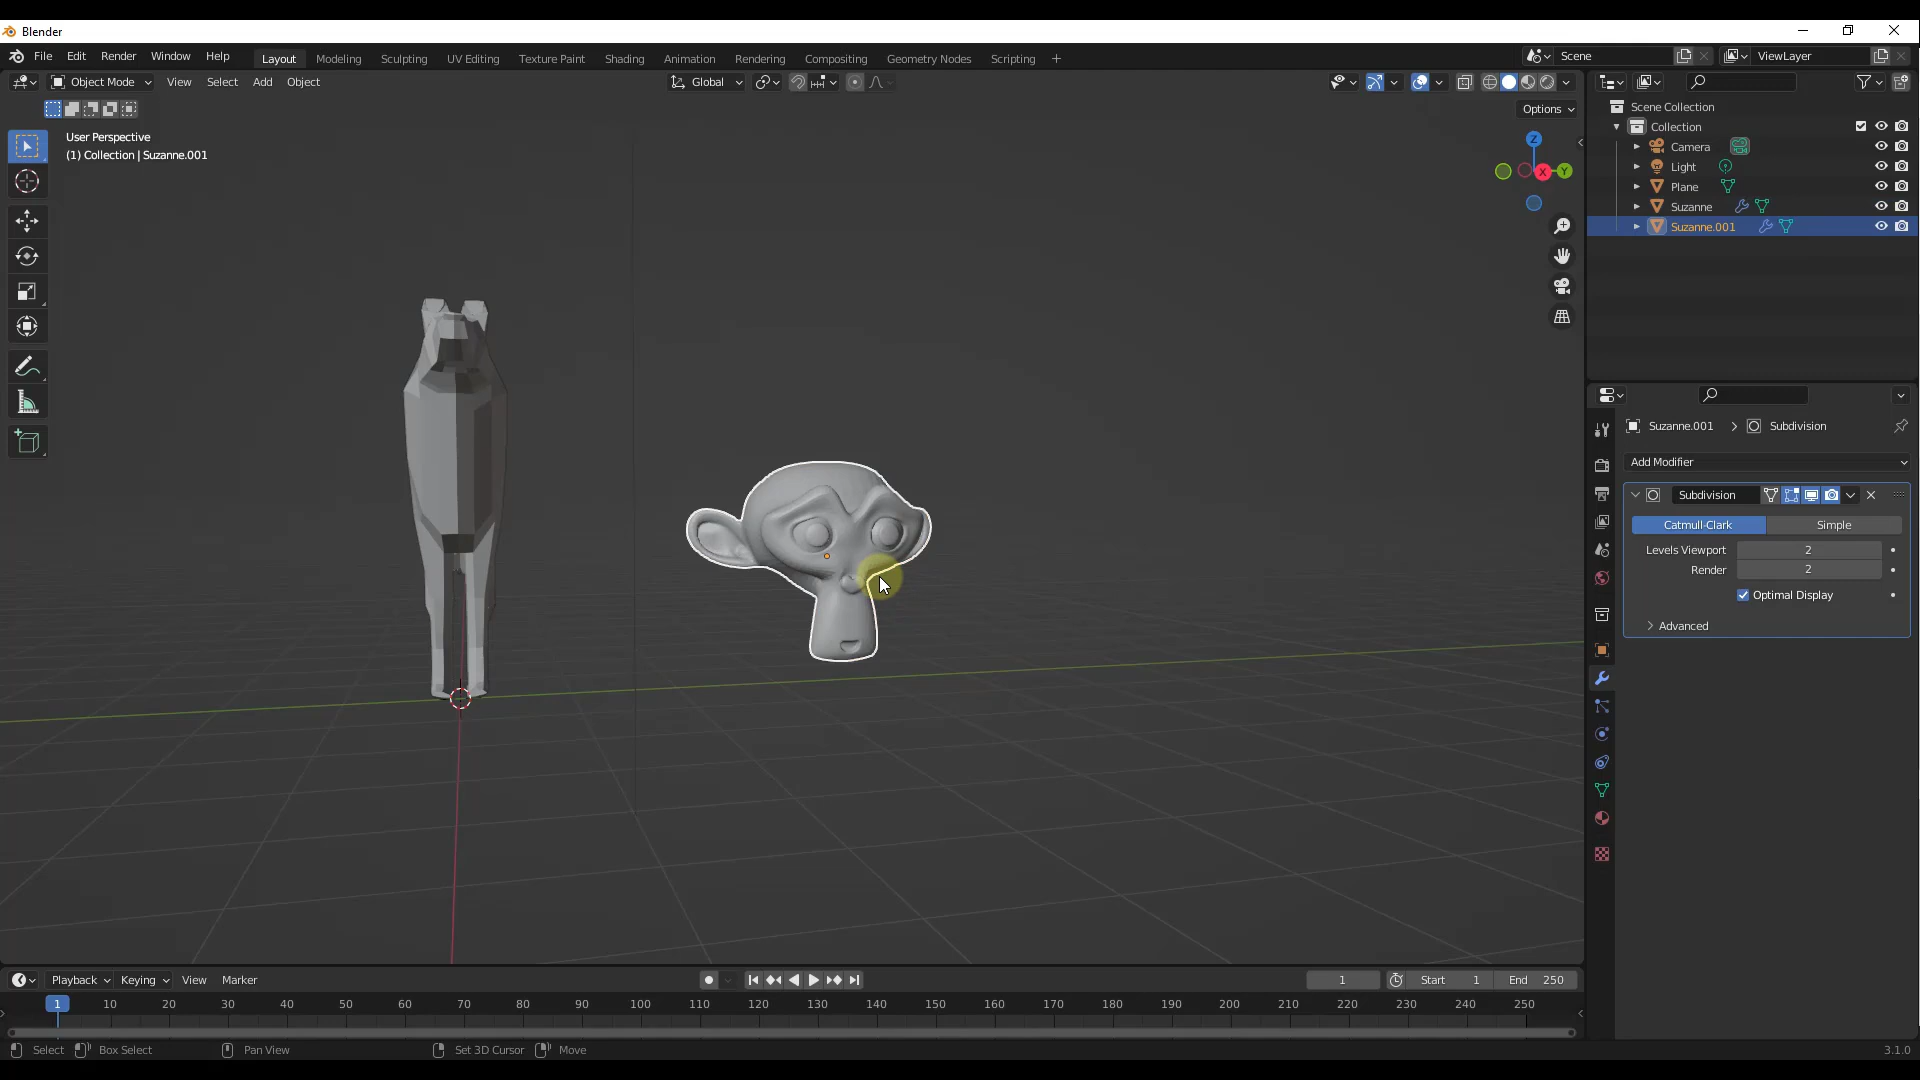 Blender
File Edit Render Window Help Layout Modeling Sculpting UV Editing Texture Paint Shading Animation Rendering Compositing Geometry Nodes Scripting + Scene ViewLayer
Object Mode View Select Add Object Global
Options
User Perspective
(1) Collection | Suzanne.001
Z
X Y
Scene Collection
Collection
Camera
Light
Plane
Suzanne
Suzanne.001
Suzanne.001 > Subdivision
Add Modifier
Subdivision
Catmull-Clark Simple
Levels Viewport 2
Render 2
Optimal Display
Advanced
Playback Keying View Marker 1 Start 1 End 250
1 10 20 30 40 50 60 70 80 90 100 110 120 130 140 150 160 170 180 190 200 210 220 230 240 250
Select Box Select Pan View Set 3D Cursor Move 3.1.0